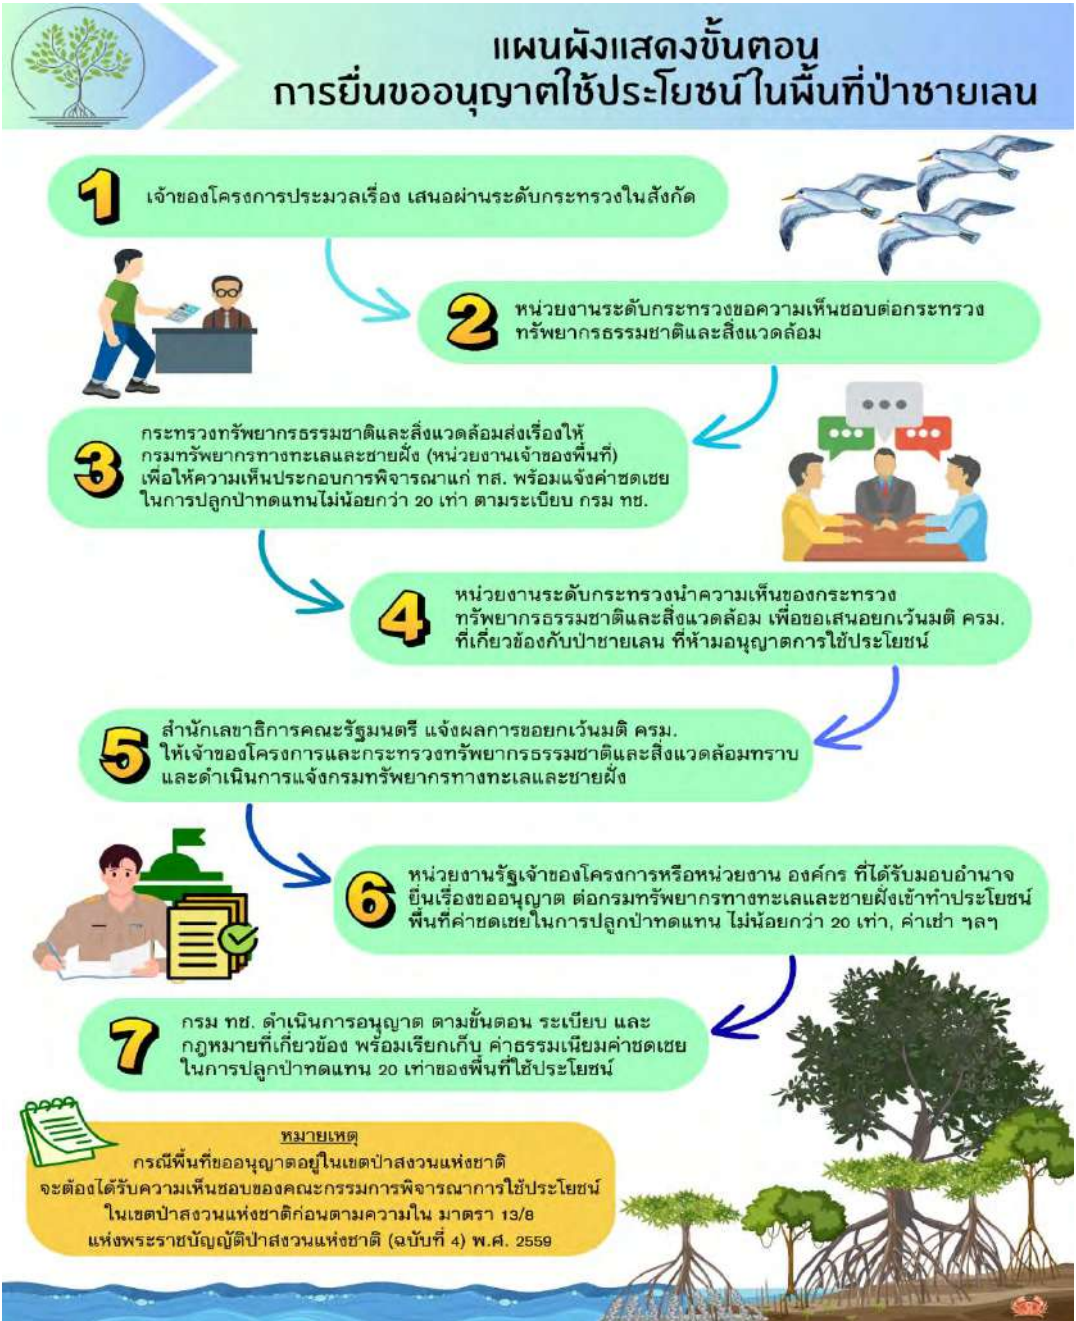 แผนผังแสดงขั้นตอน
การยื่นขออนุญาตใช้ประโยชน์ในพื้นที่ป่าชายเลน
1
เจ้าของโครงการประมวลเรื่อง เสนอผ่านระดับกระทรวงในสังกัด
2
หน่วยงานระดับกระทรวงขอความเห็นชอบต่อกระทรวง
ทรัพยากรธรรมชาติและสิ่งแวดล้อม
3
กระทรวงทรัพยากรธรรมชาติและสิ่งแวดล้อมส่งเรื่องให้
กรมทรัพยากรทางทะเลและชายฝั่ง (หน่วยงานเจ้าของพื้นที่)
เพื่อให้ความเห็นประกอบการพิจารณาแก่ ทส. พร้อมแจ้งค่าชดเชย
ในการปลูกป่าทดแทนไม่น้อยกว่า 20 เท่า ตามระเบียบ กรม ทช.
4
หน่วยงานระดับกระทรวงนำความเห็นของกระทรวง
ทรัพยากรธรรมชาติและสิ่งแวดล้อม เพื่อขอเสนอยกเว้นมติ ครม.
ที่เกี่ยวข้องกับป่าชายเลน ที่ห้ามอนุญาตการใช้ประโยชน์
5
สำนักเลขาธิการคณะรัฐมนตรี แจ้งผลการขอยกเว้นมติ ครม.
ให้เจ้าของโครงการและกระทรวงทรัพยากรธรรมชาติและสิ่งแวดล้อมทราบ
และดำเนินการแจ้งกรมทรัพยากรทางทะเลและชายฝั่ง
6
หน่วยงานรัฐเจ้าของโครงการหรือหน่วยงาน องค์กร ที่ได้รับมอบอำนาจ
ยื่นเรื่องขออนุญาต ต่อกรมทรัพยากรทางทะเลและชายฝั่งเข้าทำประโยชน์
พื้นที่ค่าชดเชยในการปลูกป่าทดแทน ไม่น้อยกว่า 20 เท่า, ค่าเช่า ฯลฯ
7
กรม ทช. ดำเนินการอนุญาต ตามขั้นตอน ระเบียบ และ
กฎหมายที่เกี่ยวข้อง พร้อมเรียกเก็บ ค่าธรรมเนียมค่าชดเชย
ในการปลูกป่าทดแทน 20 เท่าของพื้นที่ใช้ประโยชน์
หมายเหตุ
กรณีพื้นที่ขออนุญาตอยู่ในเขตป่าสงวนแห่งชาติ
จะต้องได้รับความเห็นชอบของคณะกรรมการพิจารณาการใช้ประโยชน์
ในเขตป่าสงวนแห่งชาติก่อนตามความใน มาตรา 13/8
แห่งพระราชบัญญัติป่าสงวนแห่งชาติ (ฉบับที่ 4) พ.ศ. 2559